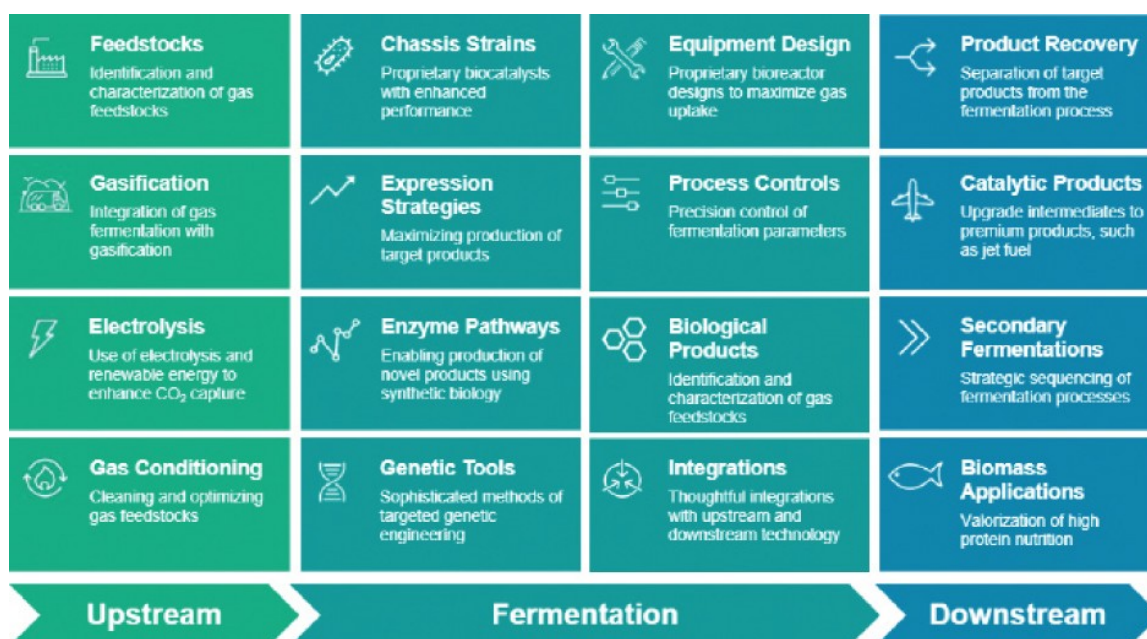 Feedstocks
Identification and
characterization of gas
feedstocks
Chassis Strains
Proprietary biocatalysts
with enhanced
performance
Equipment Design
Proprietary bioreactor
designs to maximize gas
uptake
Product Recovery
Separation of target
products from the
fermentation process
Gasification
Integration of gas
fermentation with
gasification
Expression
Strategies
Maximizing production of
target products
Process Controls
Precision control of
fermentation parameters
Catalytic Products
Upgrade intermediates to
premium products, such
as jet fuel
Electrolysis
Use of electrolysis and
renewable energy to
enhance CO₂ capture
Enzyme Pathways
Enabling production of
novel products using
synthetic biology
Biological
Products
Identification and
characterization of gas
feedstocks
Secondary
Fermentations
Strategic sequencing of
fermentation processes
Gas Conditioning
Cleaning and optimizing
gas feedstocks
Genetic Tools
Sophisticated methods of
targeted genetic
engineering
Integrations
Thoughtful integrations
with upstream and
downstream technology
Biomass
Applications
Valorization of high
protein nutrition
Upstream
Fermentation
Downstream